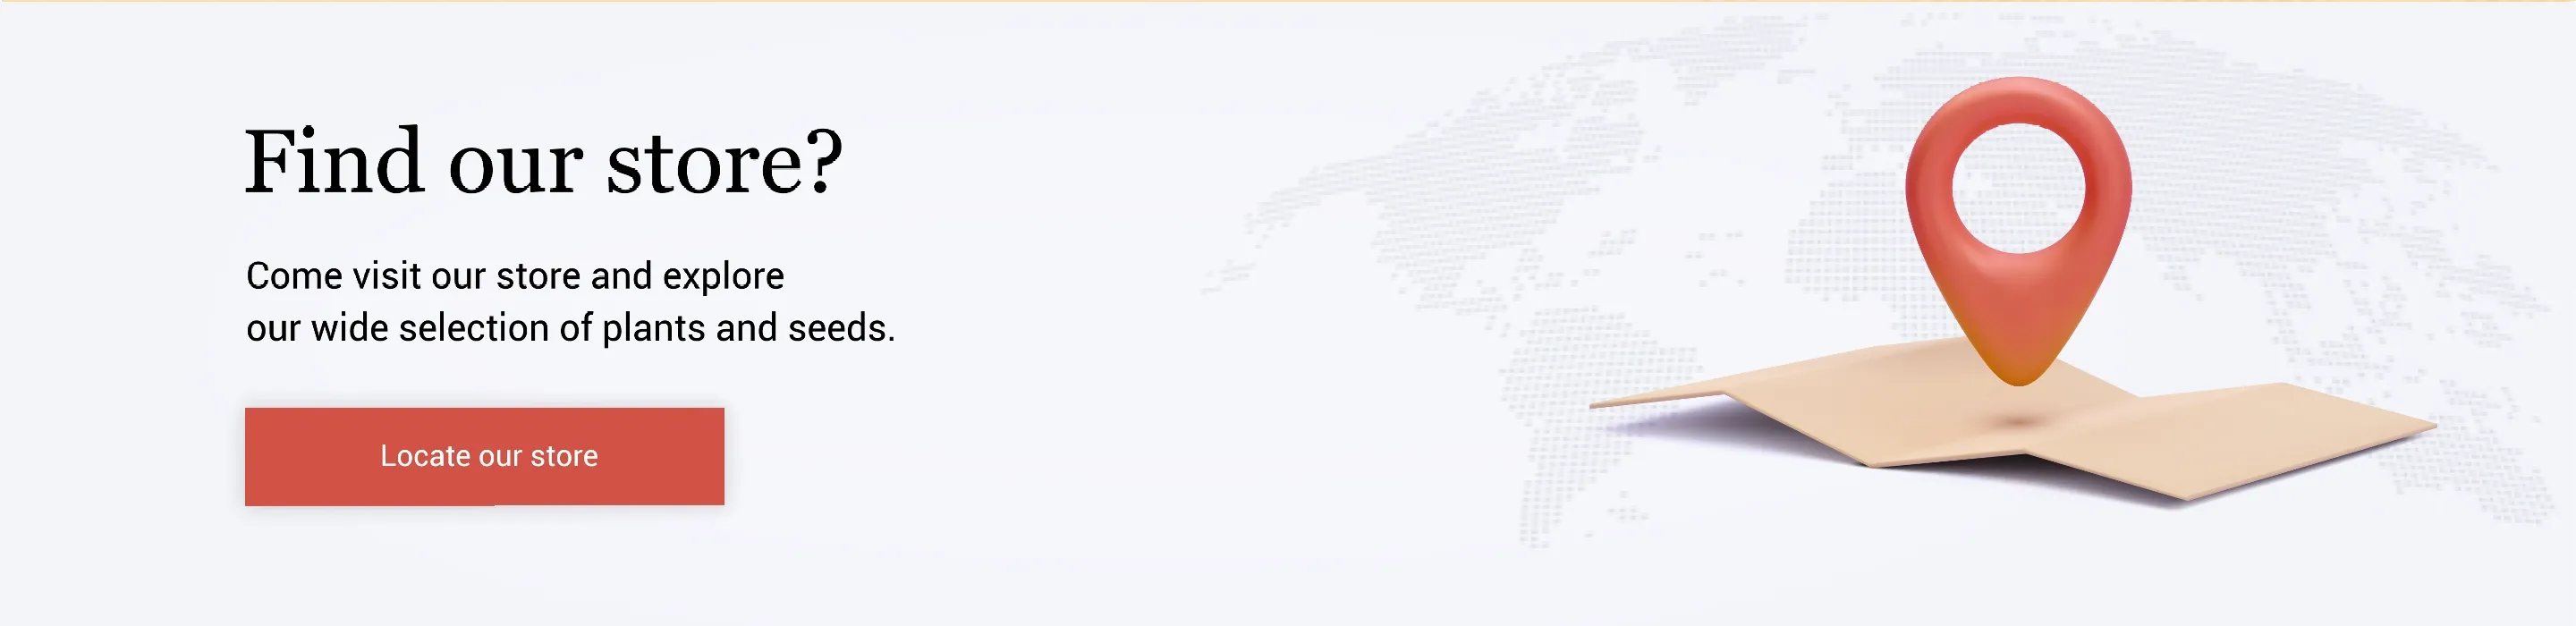 Find our store?
Come visit our store and explore
our wide selection of plants and seeds.
Locate our store